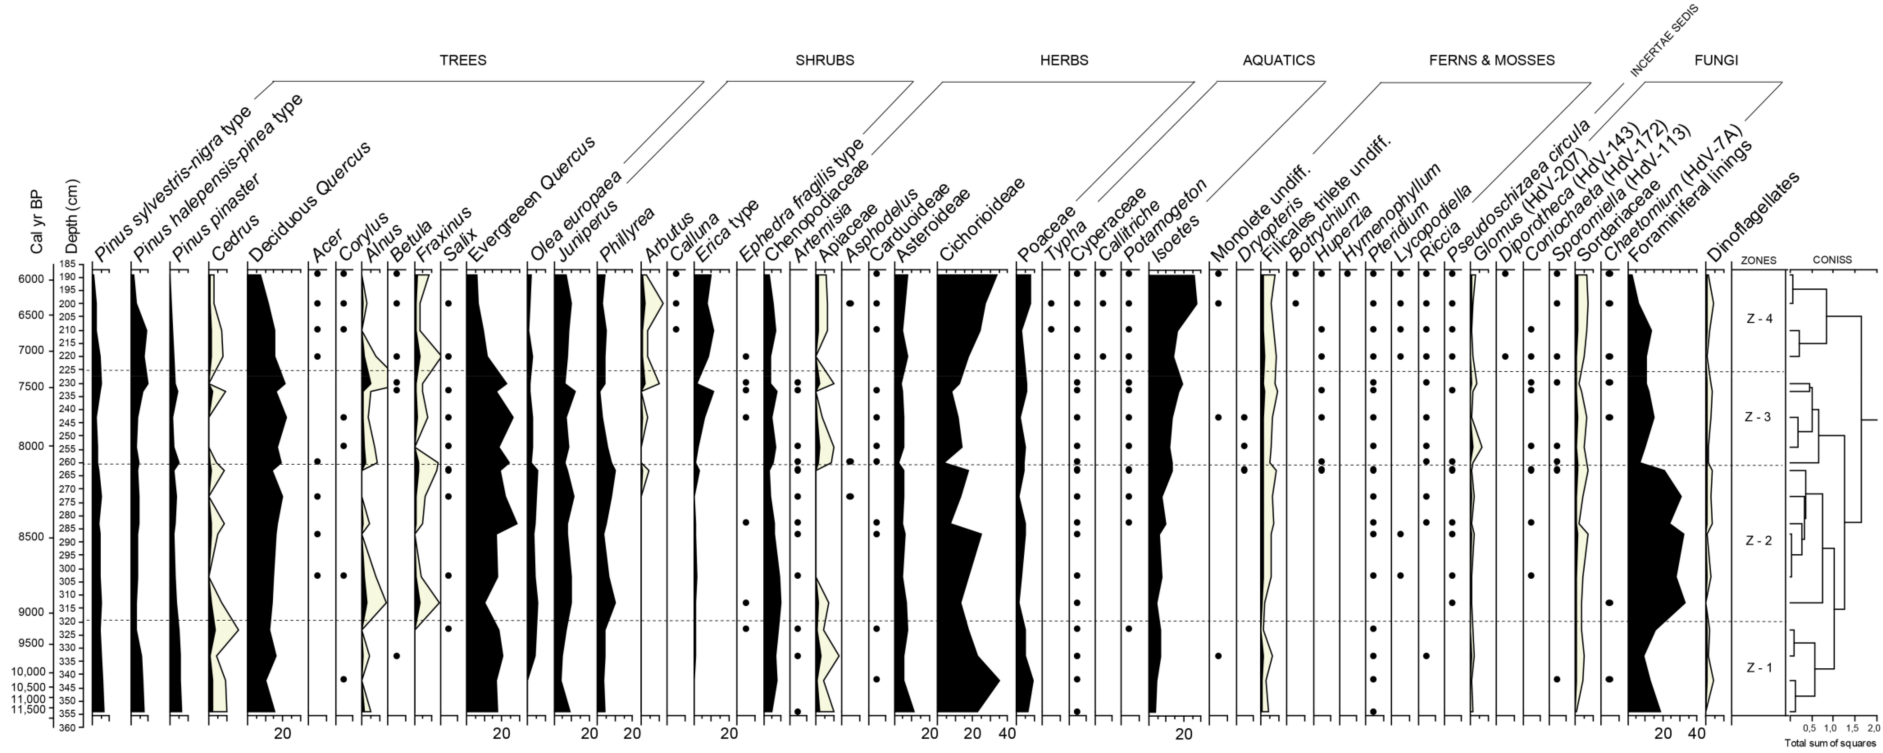 TREES SHRUBS HERBS AQUATICS FERNS & MOSSES INCERTAE SEDIS FUNGI
Cal yr BP
Depth (cm)
Pinus sylvestris-nigra type
Pinus halepensis-pinea type
Pinus pinaster
Cedrus
Deciduous Quercus
Acer
Corylus
Alnus
Betula
Fraxinus
Salix
Evergreeen Quercus
Olea europaea
Juniperus
Phillyrea
Arbutus
Calluna
Erica type
Ephedra fragilis type
Chenopodiaceae
Artemisia
Apiaceae
Asphodelus
Carduoideae
Asteroideae
Cichorioideae
Poaceae
Typha
Cyperaceae
Callitriche
Potamogeton
Isoetes
Monolete undiff.
Dryopteris
Filicales trilete undiff.
Botrychium
Huperzia
Hymenophyllum
Pteridium
Lycopodiella
Riccia
Pseudoschizaea circula
Glomus (HdV-207)
Diporotheca (HdV-143)
Coniochaeta (HdV-172)
Sporormiella (HdV-113)
Sordariaceae
Chaetomium (HdV-7A)
Foraminiferal linings
Dinoflagellates
ZONES
CONISS
6000
6500
7000
7500
8000
8500
9000
9500
10,000
10,500
11,000
11,500
185
190
195
200
205
210
215
220
225
230
235
240
245
250
255
260
265
270
275
280
285
290
295
300
305
310
315
320
325
330
335
340
345
350
355
360
Z - 4
Z - 3
Z - 2
Z - 1
20 20 20 20 20 20 40 20 20 40
0,5 1,0 1,5 2,0
Total sum of squares